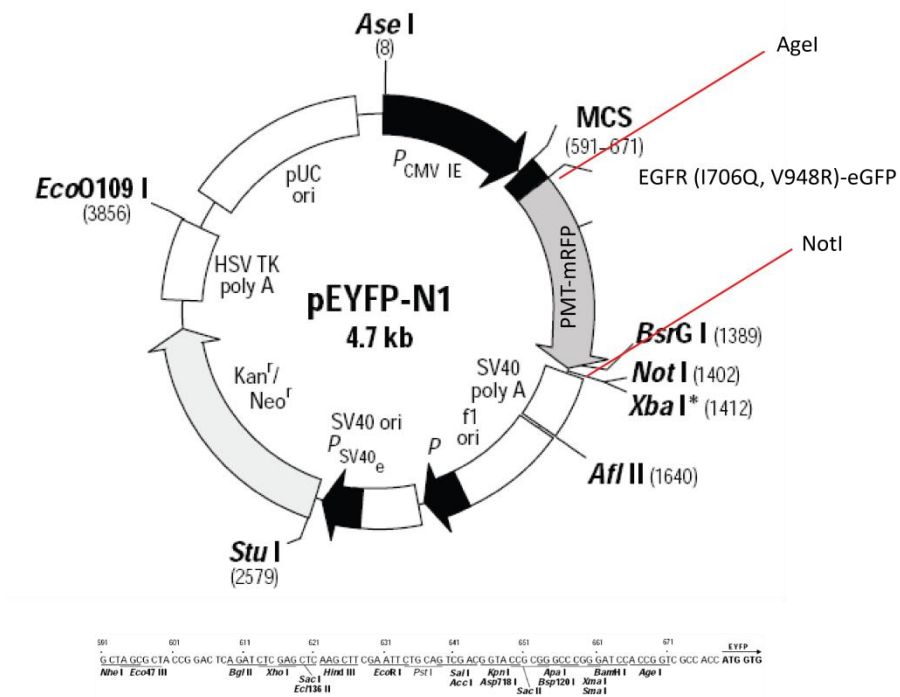 Ase I
(8)
AgeI
MCS
(591–671)
EGFR (I706Q, V948R)-eGFP
PCMV IE
pUC
ori
EcoO109 I
(3856)
NotI
HSV TK
poly A
PMT-mRFP
pEYFP-N1
4.7 kb
BsrG I (1389)
Not I (1402)
Xba I* (1412)
SV40
poly A
f1
ori
Kanr/
Neor
SV40 ori
PSV40e
P
Afl II (1640)
Stu I
(2579)
591 601 611 621 631 641 651 661 671 EYFP
G CTA GCG CTA CCG GAC TCA GAT CTC GAG CTC AAG CTT CGA ATT CTG CAG TCG ACG GTA CCG CGG GCC CGG GAT CCA CCG GTC GCC ACC ATG GTG
Nhe I Eco47 III Bgl II Xho I Sac I Hind III EcoR I Pst I Sal I Kpn I Apa I BamH I Age I
Ecl136 II Acc I Asp718 I Bsp120 I Xma I
Sac II Sma I